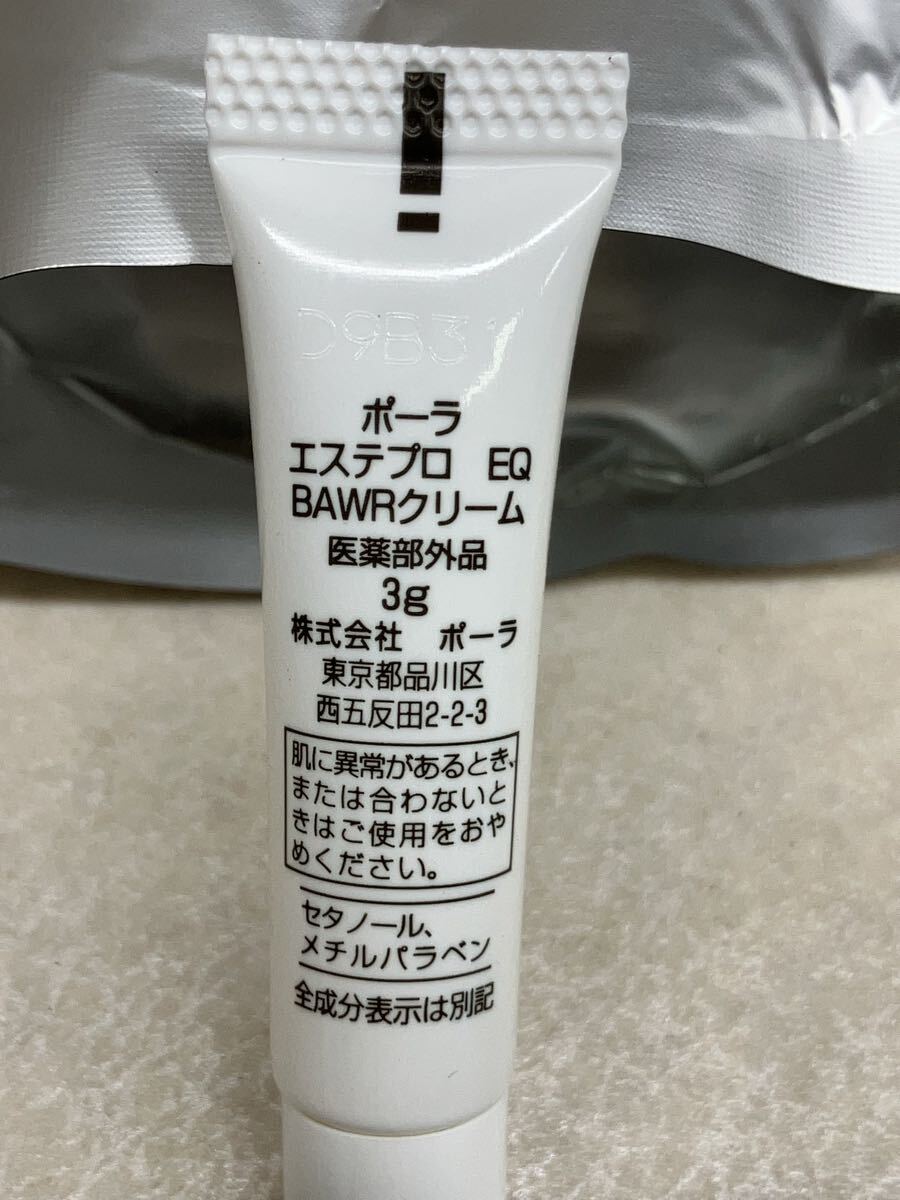 D9B31
ポーラ
エステプロ　EQ
BAWRクリーム
医薬部外品
3g
株式会社　ポーラ
東京都品川区
西五反田2-2-3
肌に異常があるとき、
または合わないと
きはご使用をおや
めください。
セタノール、
メチルパラベン
全成分表示は別記